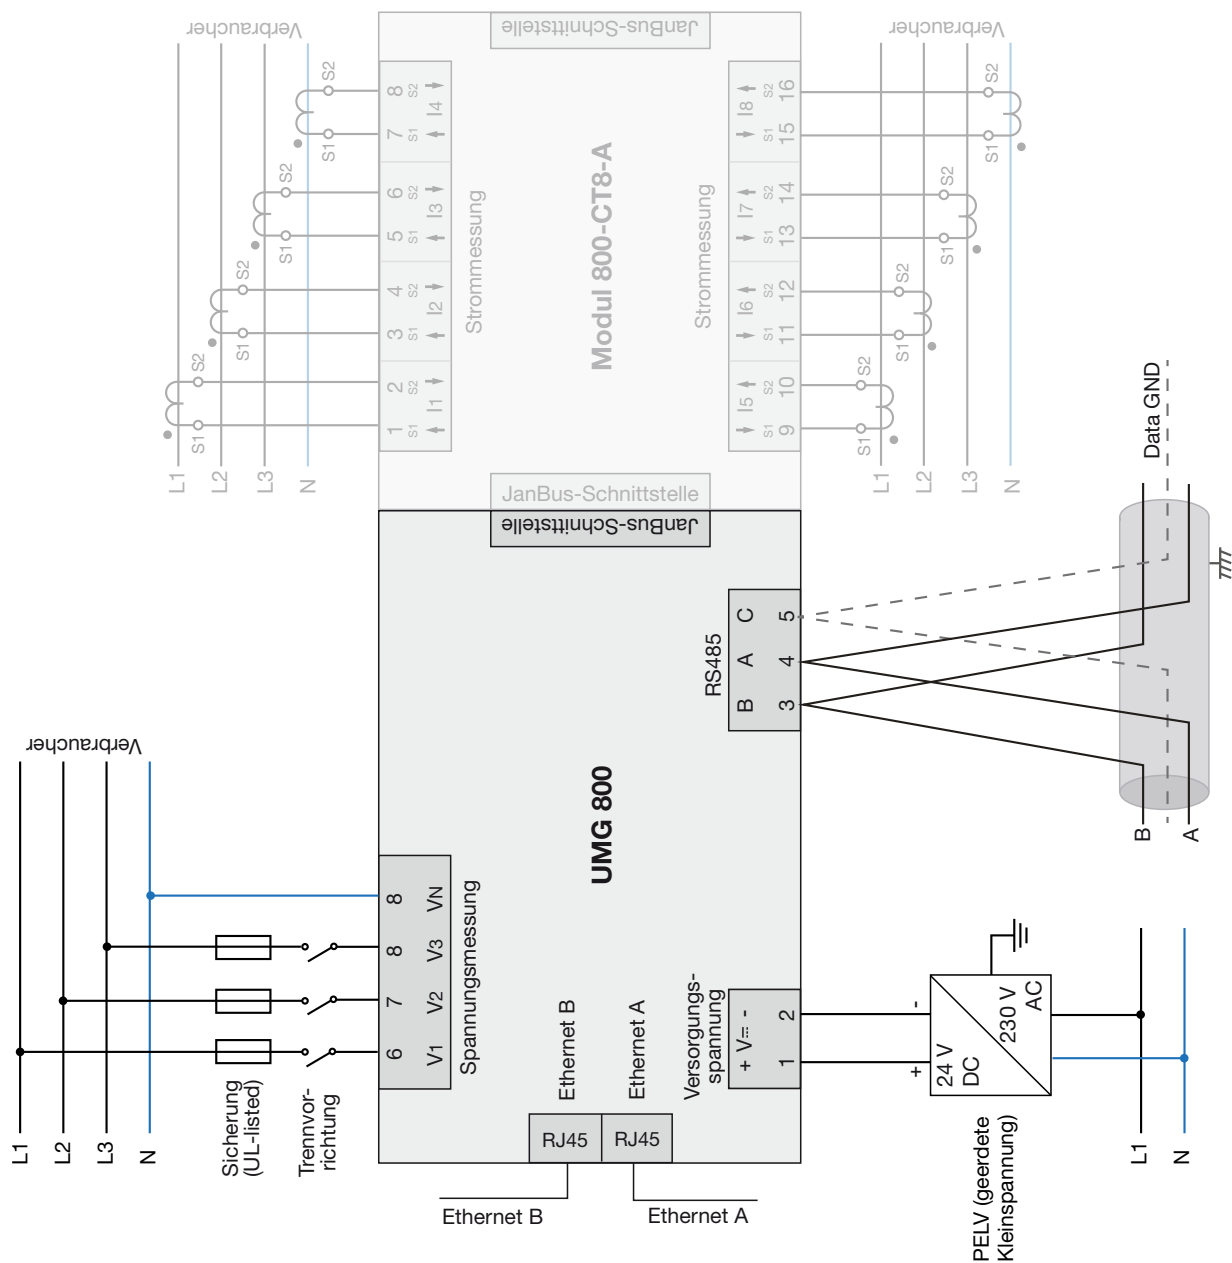 L1
L2
L3
N
Verbraucher
Sicherung
(UL-listed)
Trennvor-
richtung
6
7
8
8
V1
V2
V3
VN
Spannungsmessung
UMG 800
Ethernet B
Ethernet A
RJ45
RJ45
Ethernet B
Ethernet A
Versorgungs-
spannung
+ V -
1
2
+
-
24 V
DC
230 V
AC
PELV (geerdete
Kleinspannung)
L1
N
RS485
B
A
C
3
4
5
B
A
Data GND
JanBus-Schnittstelle
JanBus-Schnittstelle
L1
L2
L3
N
Verbraucher
S1
S2
S1
S2
S1
S2
S1
S2
1
2
3
4
5
6
7
8
S1
S2
S1
S2
S1
S2
S1
S2
I1
I2
I3
I4
Strommessung
Modul 800-CT8-A
Strommessung
I5
I6
I7
I8
S1
S2
S1
S2
S1
S2
S1
S2
9
10
11
12
13
14
15
16
S1
S2
S1
S2
S1
S2
S1
S2
L1
L2
L3
N
Verbraucher
JanBus-Schnittstelle